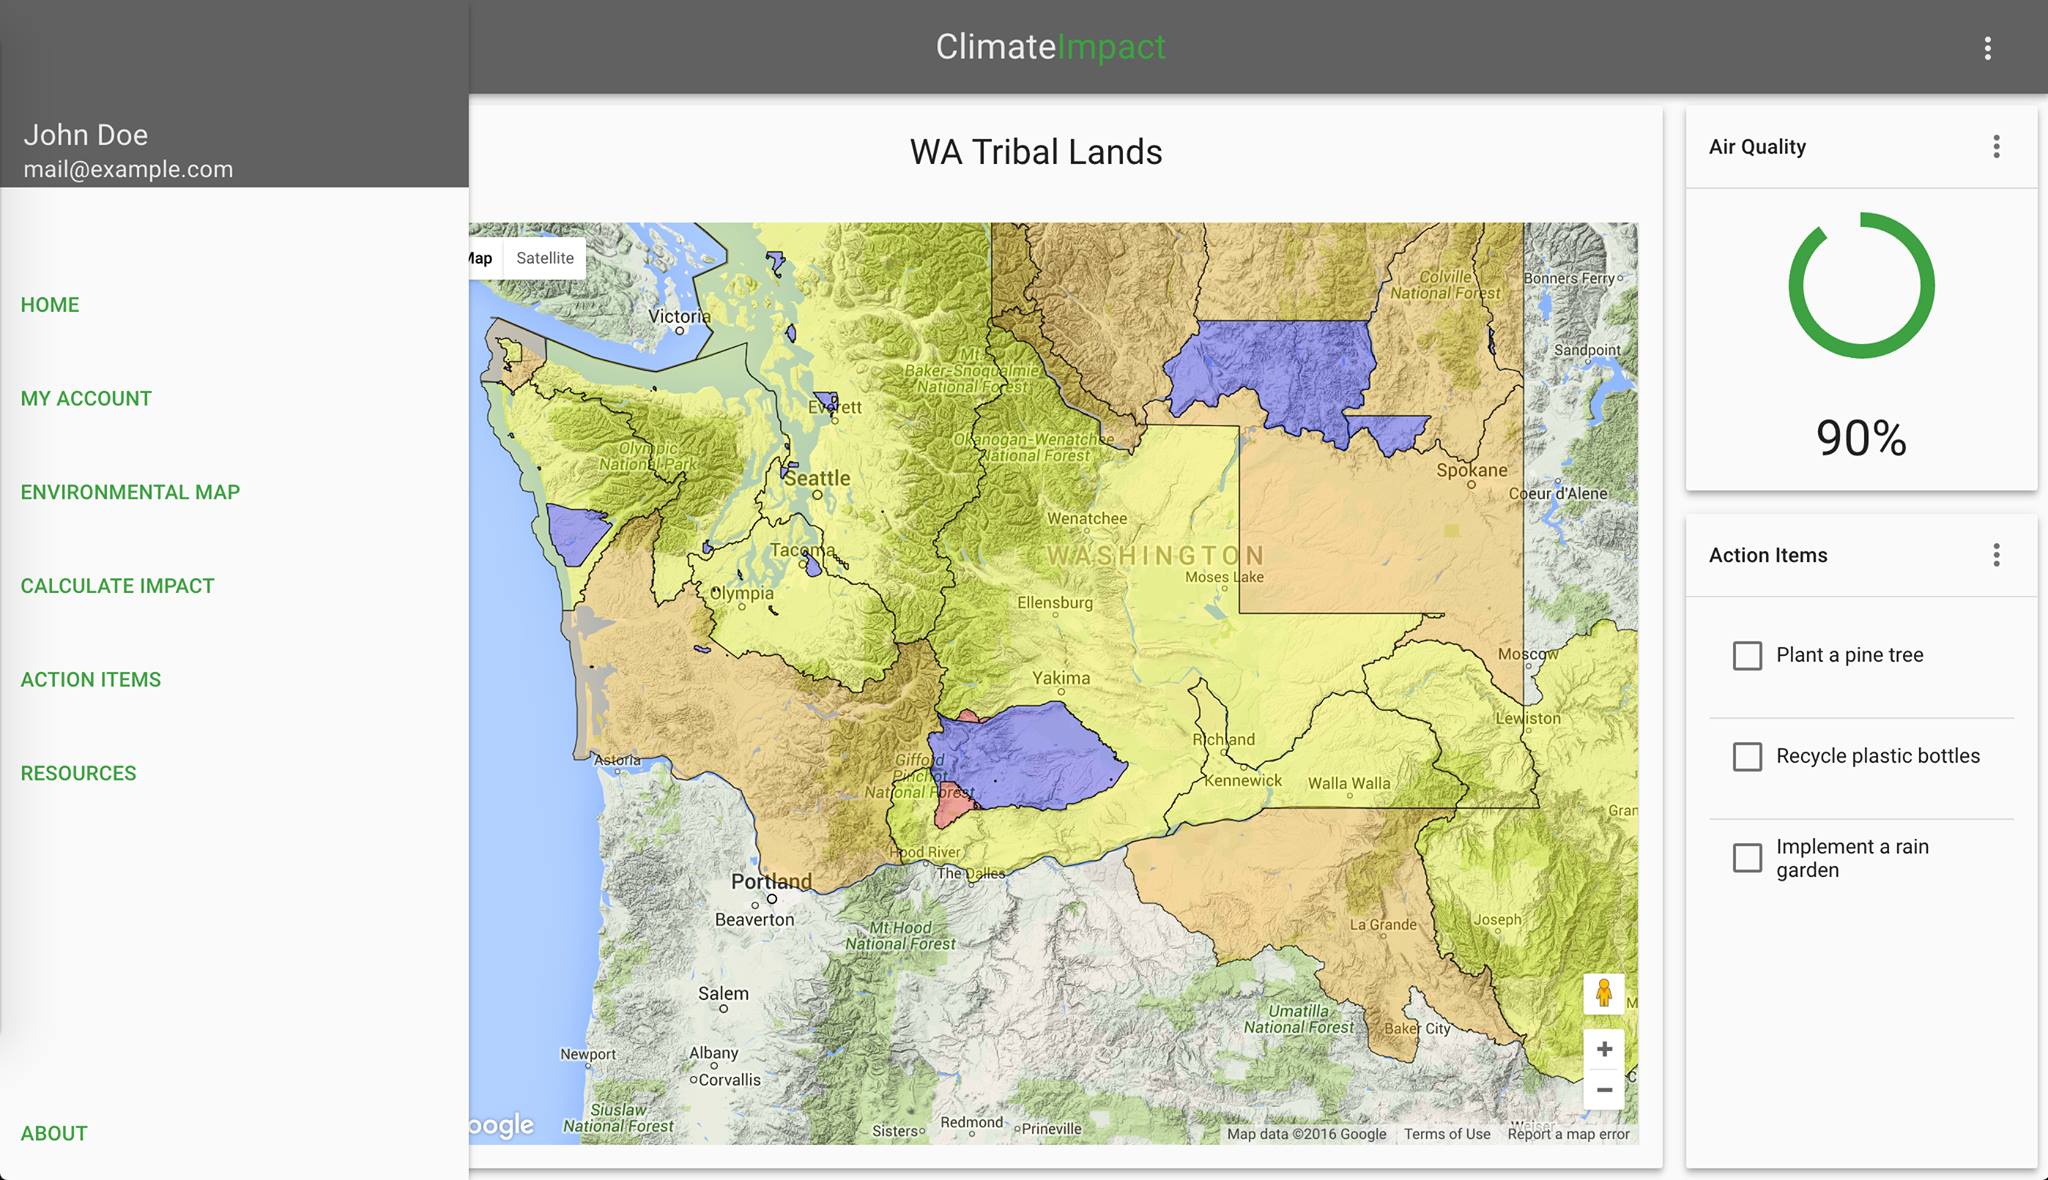 ClimateImpact
John Doe
mail@example.com
HOME
MY ACCOUNT
ENVIRONMENTAL MAP
CALCULATE IMPACT
ACTION ITEMS
RESOURCES
ABOUT
WA Tribal Lands
Map
Satellite
Victoria
Colville
National Forest
Bonners Ferry
Sandpoint
Mt.
Baker-Snoqualmie
National Forest
Everett
Okanogan-Wenatchee
National Forest
Olympic
National Park
Seattle
Spokane
Coeur d'Alene
Wenatchee
Tacoma
WASHINGTON
Moses Lake
Olympia
Ellensburg
Moscow
Yakima
Lewiston
Richland
Astoria
Gifford
Pinchot
National Forest
Kennewick
Walla Walla
Gran
Hood River
The Dalles
Portland
Beaverton
Mt Hood
National Forest
La Grande
Joseph
Salem
Umatilla
National Forest
Baker City
M
Newport
Albany
Corvallis
Siuslaw
National Forest
Sisters
Redmond
Prineville
Weiser
oogle
Map data ©2016 Google
Terms of Use
Report a map error
Air Quality
90%
Action Items
Plant a pine tree
Recycle plastic bottles
Implement a rain
garden